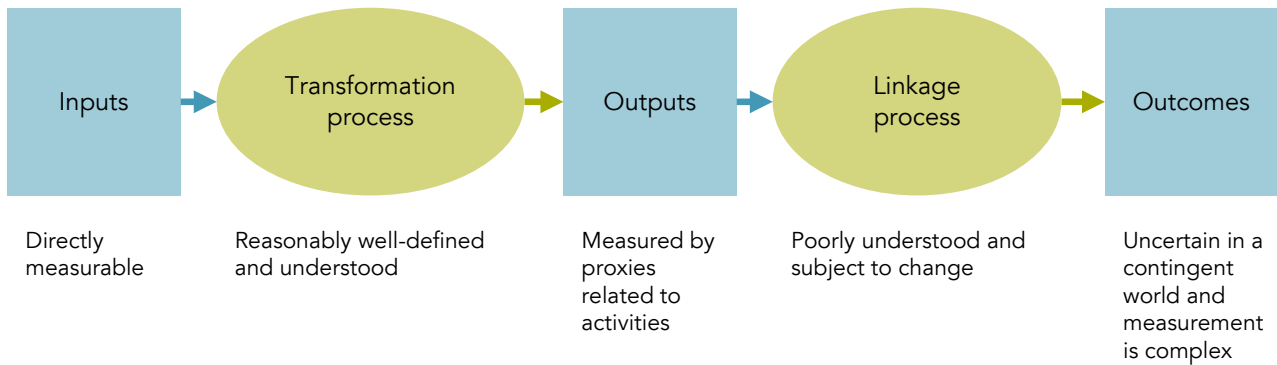 Inputs
Transformation
process
Outputs
Linkage
process
Outcomes
Directly
measurable
Reasonably well-defined
and understood
Measured by
proxies
related to
activities
Poorly understood and
subject to change
Uncertain in a
contingent
world and
measurement
is complex